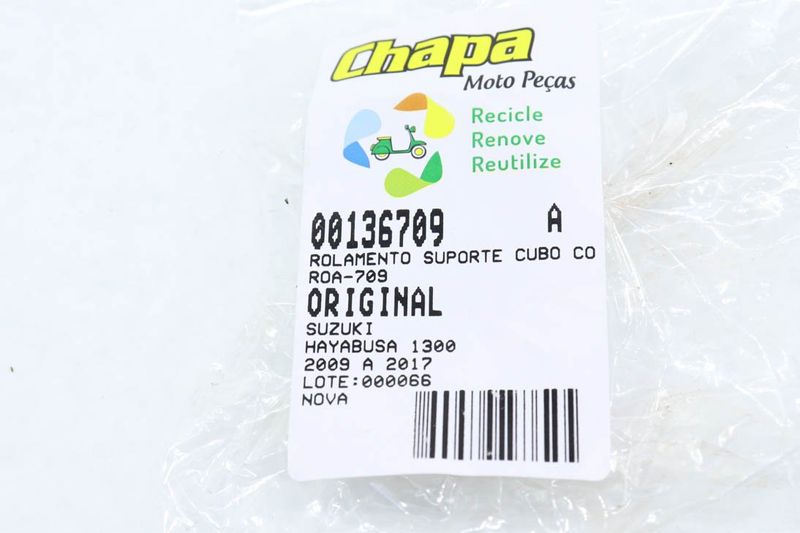 Chapa
Moto Peças
Recicle
Renove
Reutilize
00136709 A
ROLAMENTO SUPORTE CUBO CO
ROA-709
ORIGINAL
SUZUKI
HAYABUSA 1300
2009 A 2017
LOTE:000066
NOVA